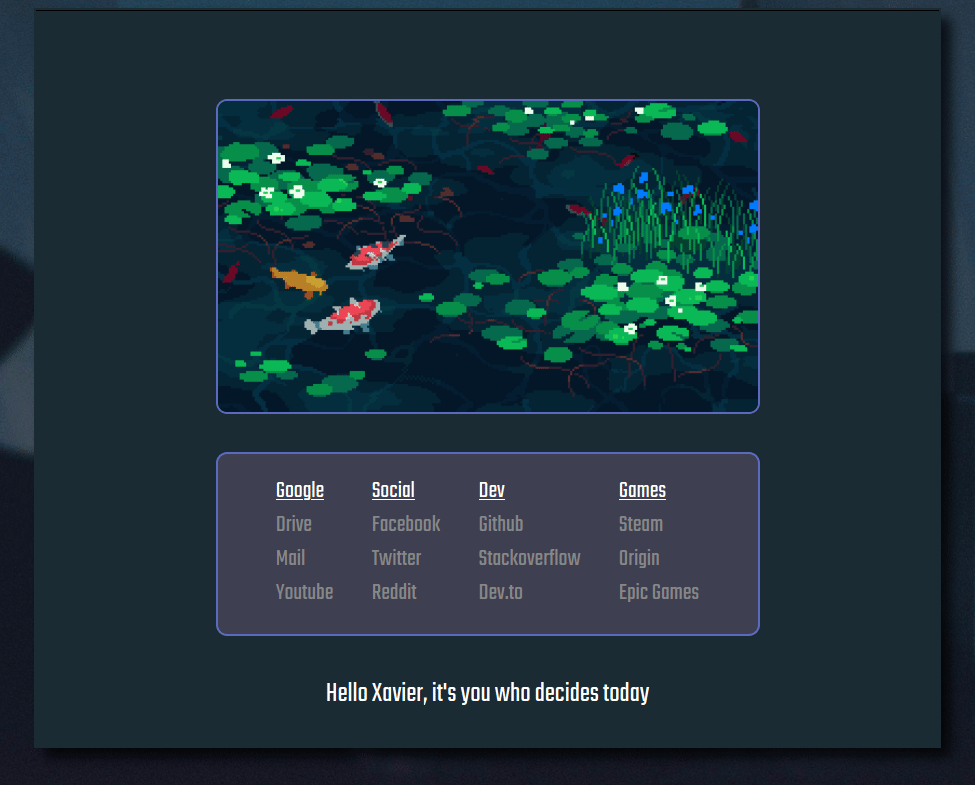 Google Social Dev Games
Drive Facebook Github Steam
Mail Twitter Stackoverflow Origin
Youtube Reddit Dev.to Epic Games
Hello Xavier, it's you who decides today